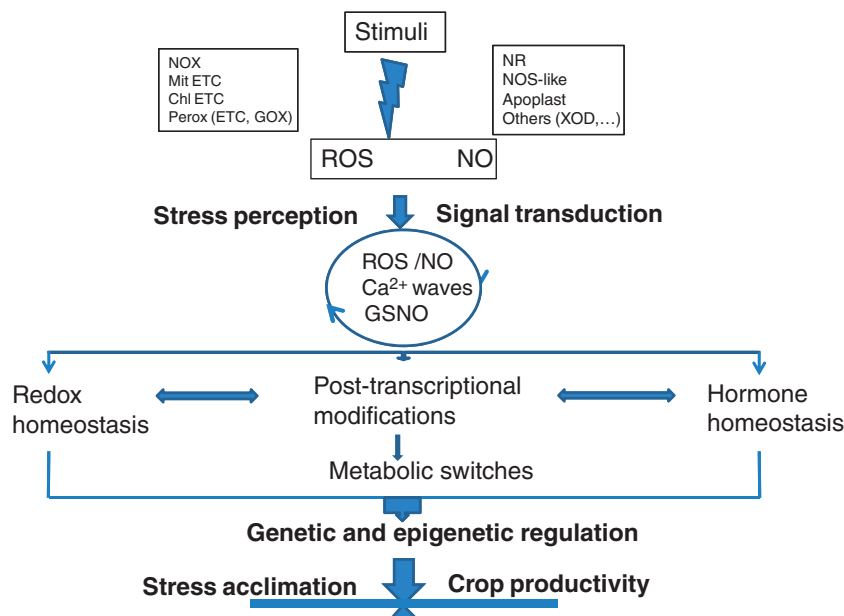 Stimuli
NOX
Mit ETC
Chl ETC
Perox (ETC, GOX)
NR
NOS-like
Apoplast
Others (XOD,...)
ROS NO
Stress perception Signal transduction
ROS /NO
Ca²⁺ waves
GSNO
Redox
homeostasis
Post-transcriptional
modifications
Hormone
homeostasis
Metabolic switches
Genetic and epigenetic regulation
Stress acclimation Crop productivity